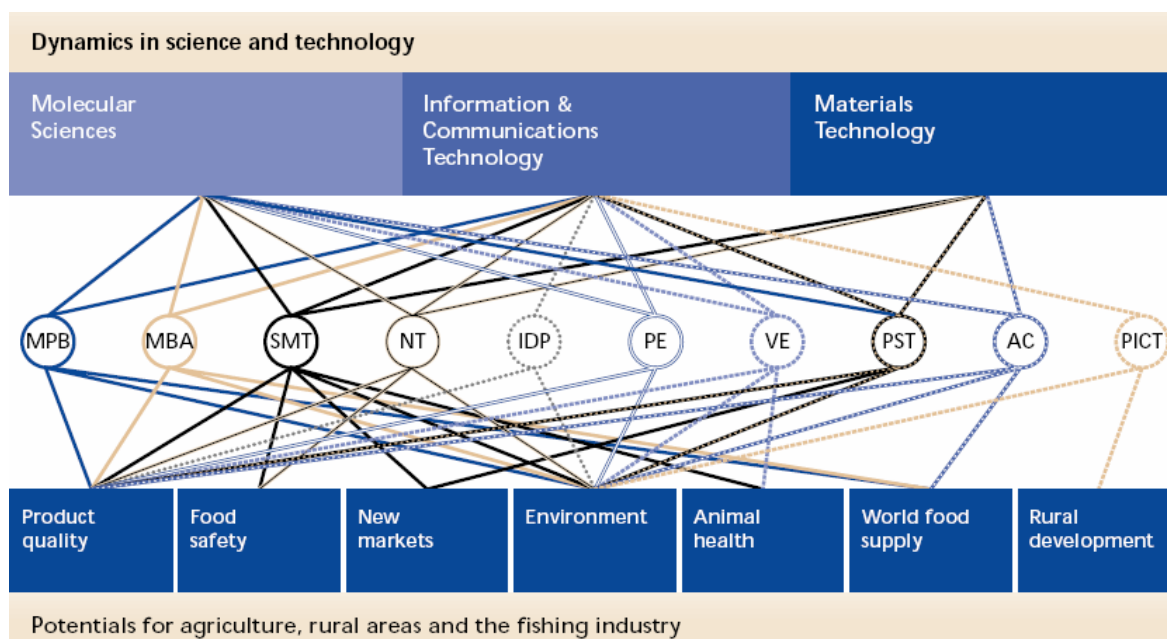 Dynamics in science and technology
Molecular
Sciences
Information &
Communications
Technology
Materials
Technology
MPB
MBA
SMT
NT
IDP
PE
VE
PST
AC
PICT
Product
quality
Food
safety
New
markets
Environment
Animal
health
World food
supply
Rural
development
Potentials for agriculture, rural areas and the fishing industry